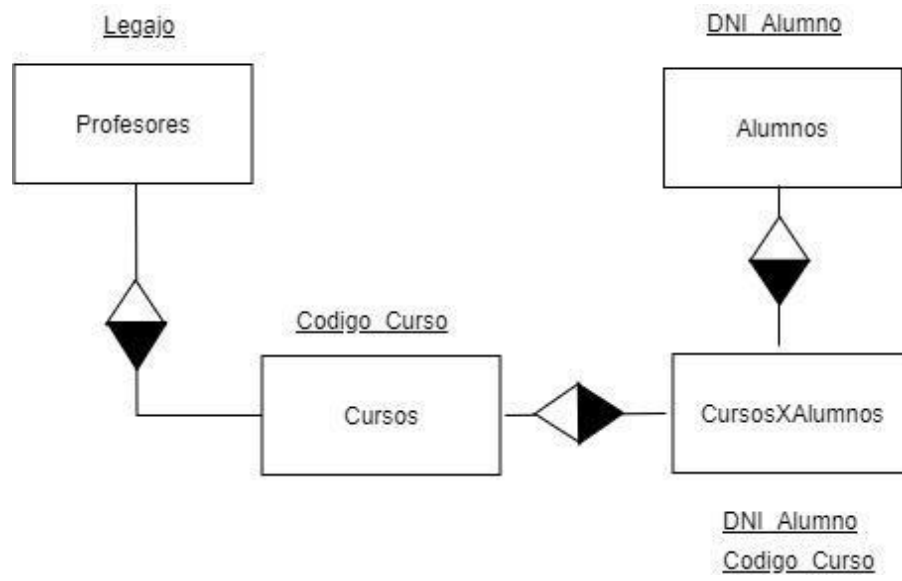 Legajo
DNI_Alumno
Profesores
Alumnos
Codigo_Curso
Cursos
CursosXAlumnos
DNI_Alumno
Codigo_Curso